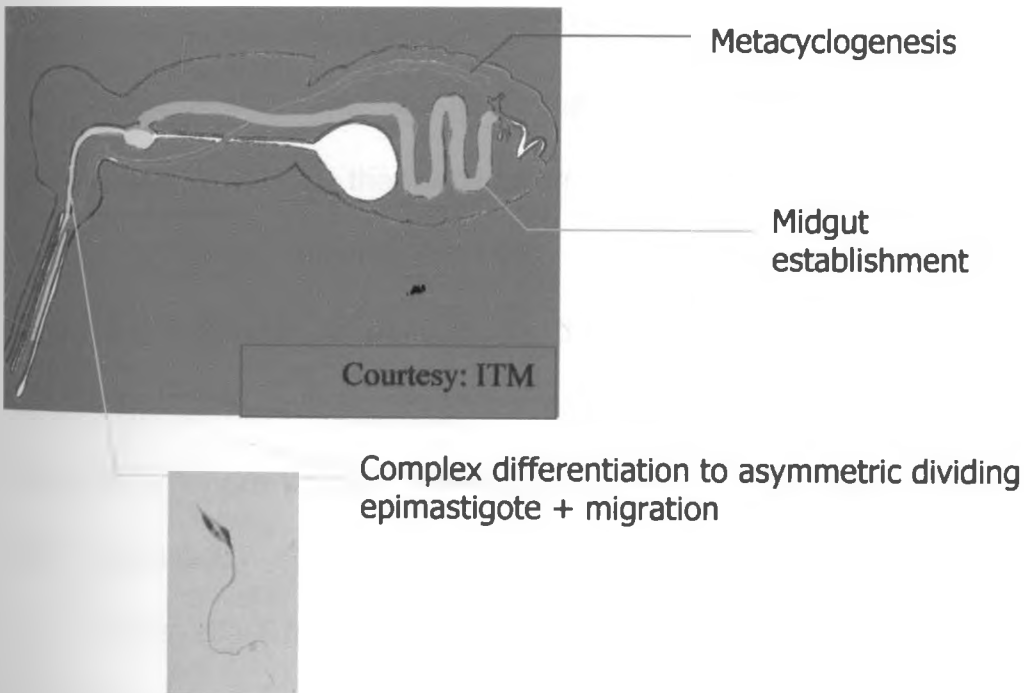 Metacyclogenesis
Midgut
establishment
Courtesy: ITM
Complex differentiation to asymmetric dividing
epimastigote + migration